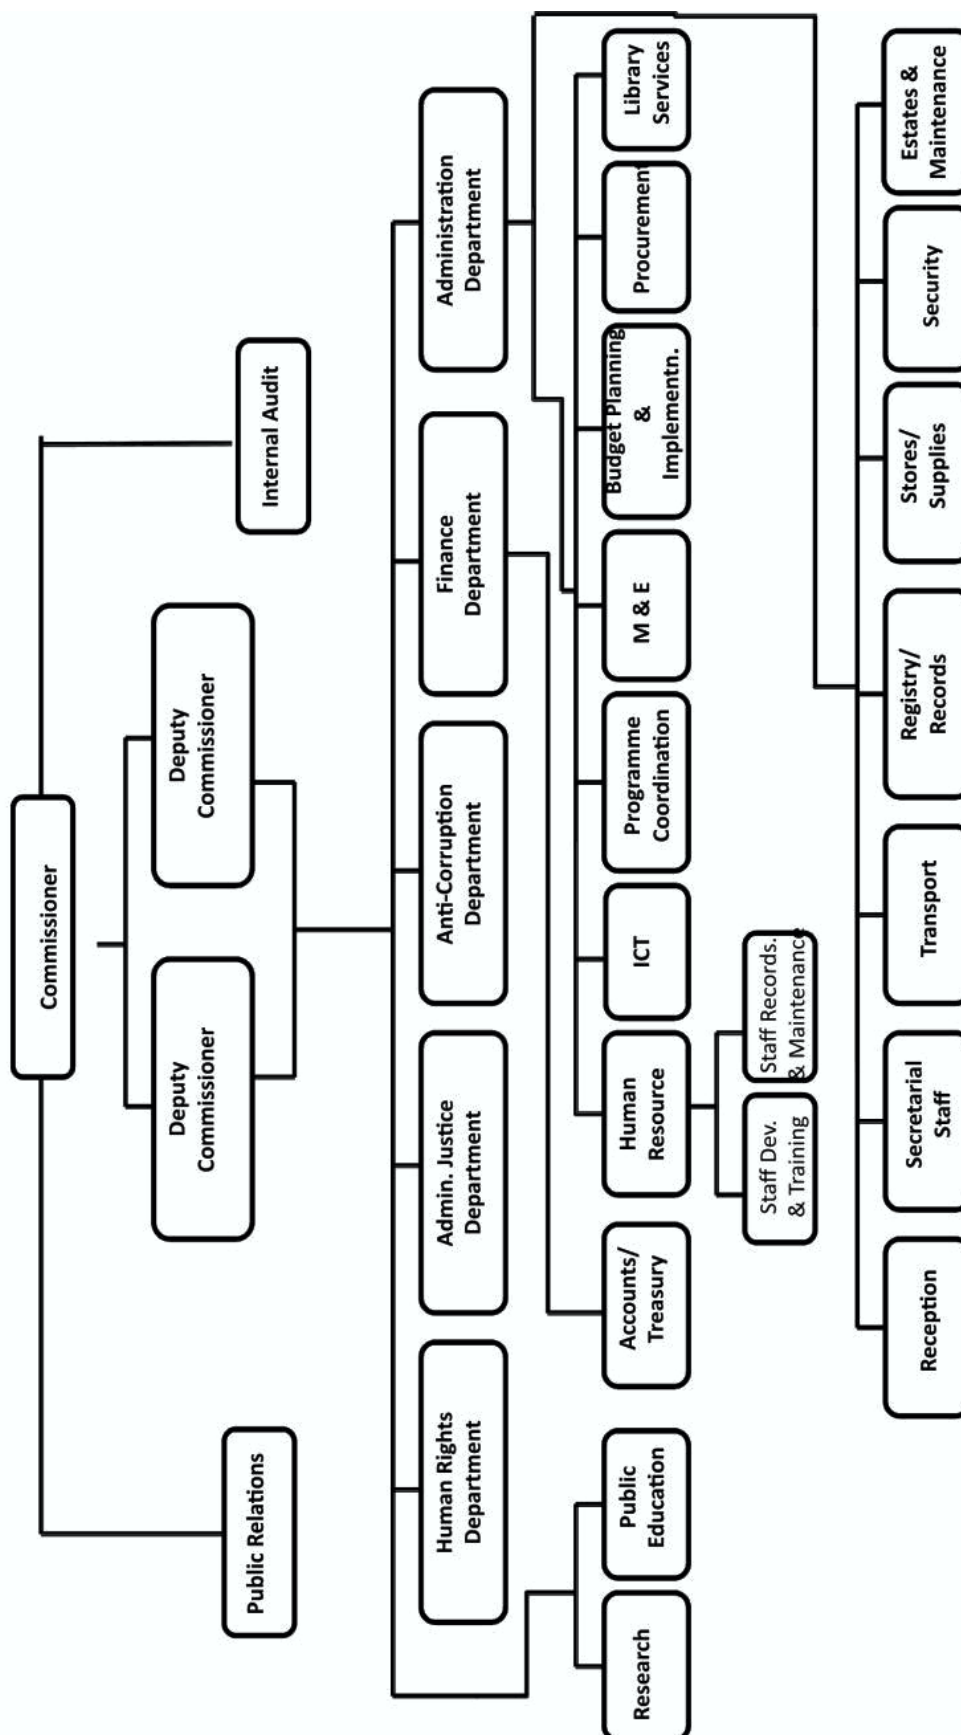 Commissioner
Public Relations
Internal Audit
Deputy
Commissioner
Deputy
Commissioner
Human Rights
Department
Admin. Justice
Department
Anti-Corruption
Department
Finance
Department
Administration
Department
Research
Public
Education
Accounts/
Treasury
Human
Resource
ICT
Programme
Coordination
M & E
Budget Planning
&
Implementn.
Procurement
Library
Services
Staff Dev.
& Training
Staff Records.
& Maintenance
Reception
Secretarial
Staff
Transport
Registry/
Records
Stores/
Supplies
Security
Estates &
Maintenance